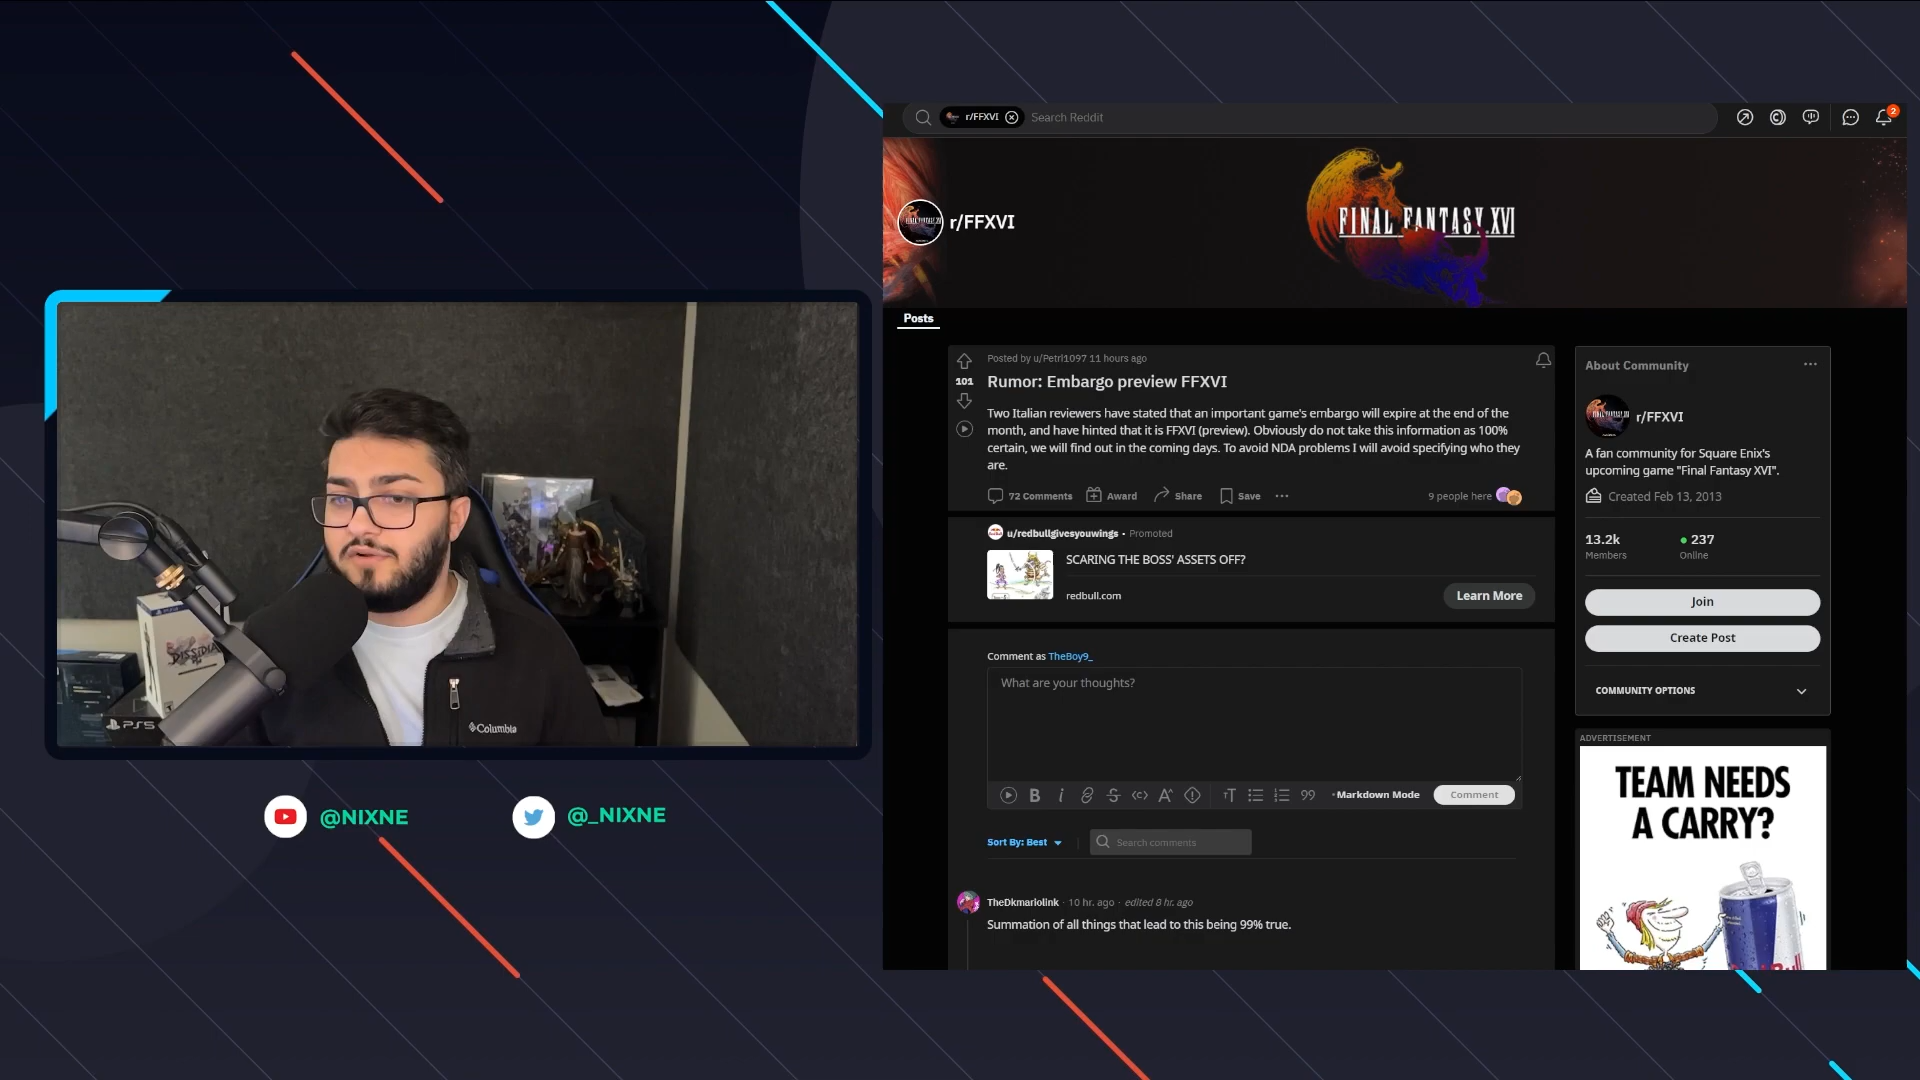 r/FFXVI
Search Reddit
2
r/FFXVI
FINAL FANTASY XVI
Posts
Posted by u/Petri1097 11 hours ago
101
Rumor: Embargo preview FFXVI
Two Italian reviewers have stated that an important game's embargo will expire at the end of the
month, and have hinted that it is FFXVI (preview). Obviously do not take this information as 100%
certain, we will find out in the coming days. To avoid NDA problems I will avoid specifying who they
are.
72 Comments
Award
Share
Save
9 people here
u/redbullgivesyouwings • Promoted
SCARING THE BOSS' ASSETS OFF?
redbull.com
Learn More
Comment as TheBoy9_
What are your thoughts?
Markdown Mode
Comment
Sort By: Best
Search comments
TheDkmariolink · 10 hr. ago · edited 8 hr. ago
Summation of all things that lead to this being 99% true.
About Community
r/FFXVI
A fan community for Square Enix's
upcoming game "Final Fantasy XVI".
Created Feb 13, 2013
13.2k
Members
237
Online
Join
Create Post
COMMUNITY OPTIONS
ADVERTISEMENT
TEAM NEEDS
A CARRY?
DISSIDIA
PS5
Columbia
@NIXNE
@_NIXNE